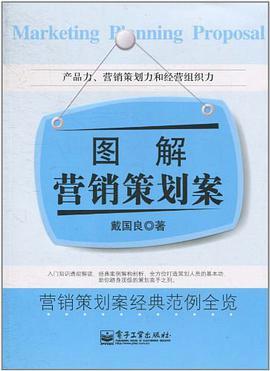 Marketing Planning Proposal
产品力、营销策划力和经营组织力
图解
营销策划案
戴国良◎著
入门知识透彻解读，经典案例解构剖析，全方位打造策划人员的基本功，
助你跻身顶级的策划高手之列。
营销策划案经典范例全览
电子工业出版社